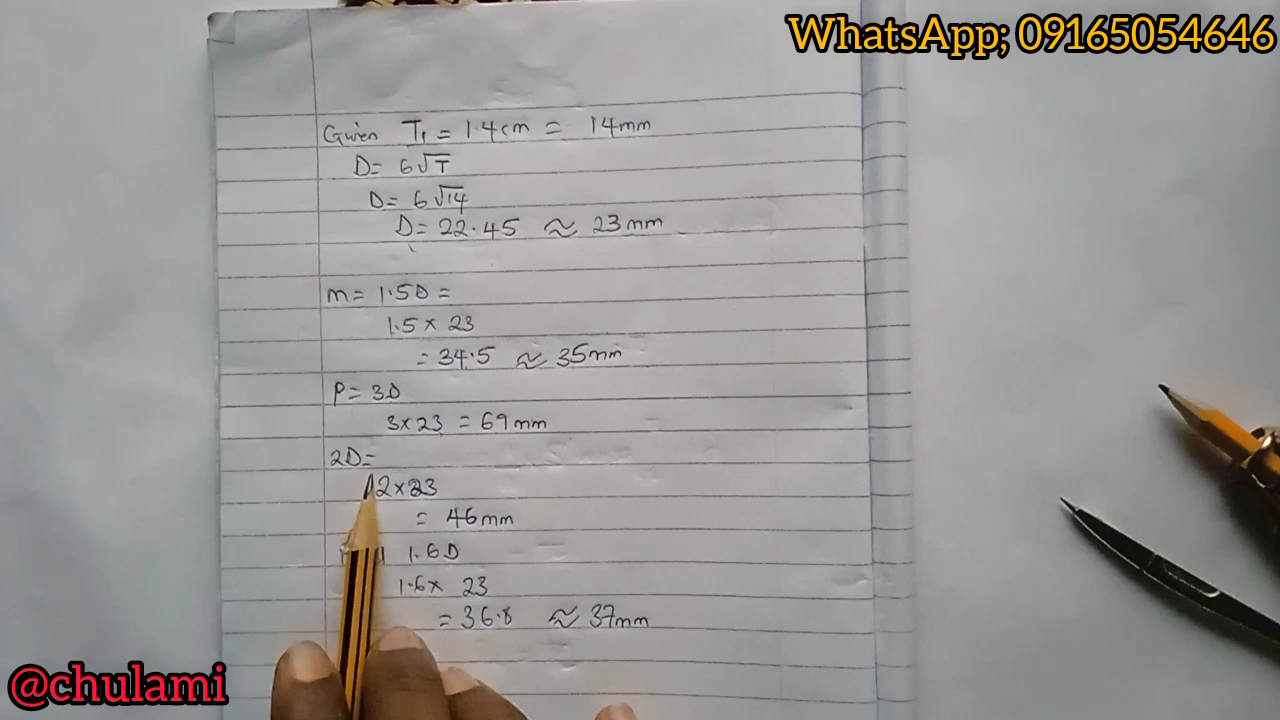 WhatsApp; 09165054646
Given T1 = 1.4cm = 14mm
D= 6√T
D= 6√14
D= 22.45 ≈ 23mm
m= 1.5D =
1.5 × 23
= 34.5 ≈ 35mm
P= 3D
3×23 = 69mm
2D=
2×23
= 46mm
1.6D
1.6× 23
= 36.8 ≈ 37mm
@chulami